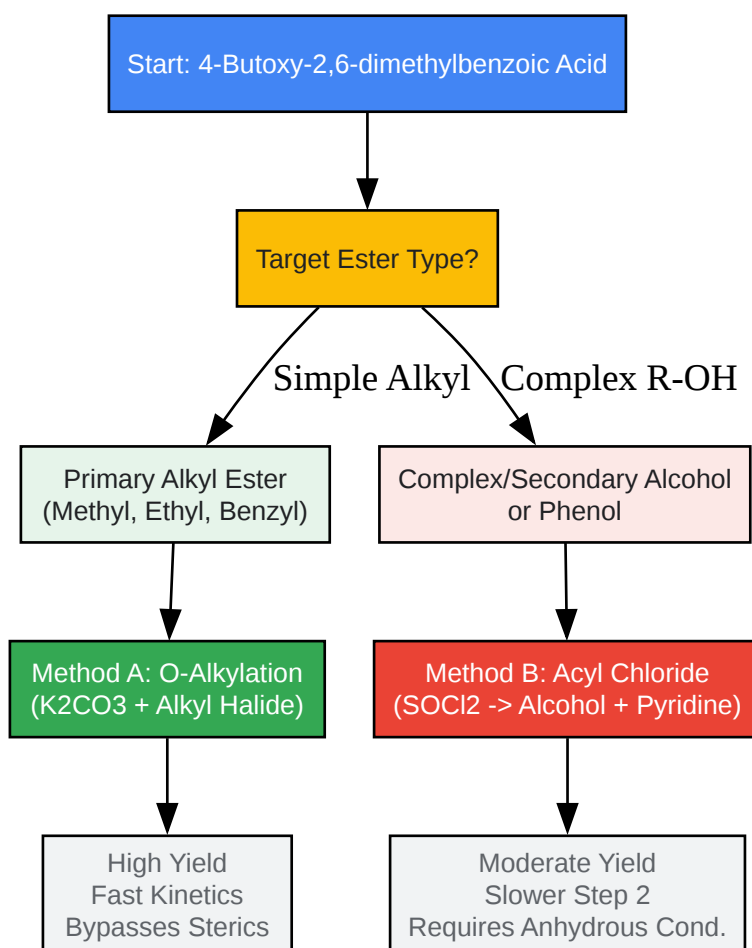 Start: 4-Butoxy-2,6-dimethylbenzoic Acid
Target Ester Type?
Simple Alkyl
Complex R-OH
Primary Alkyl Ester
(Methyl, Ethyl, Benzyl)
Complex/Secondary Alcohol
or Phenol
Method A: O-Alkylation
(K2CO3 + Alkyl Halide)
Method B: Acyl Chloride
(SOCl2 -> Alcohol + Pyridine)
High Yield
Fast Kinetics
Bypasses Sterics
Moderate Yield
Slower Step 2
Requires Anhydrous Cond.